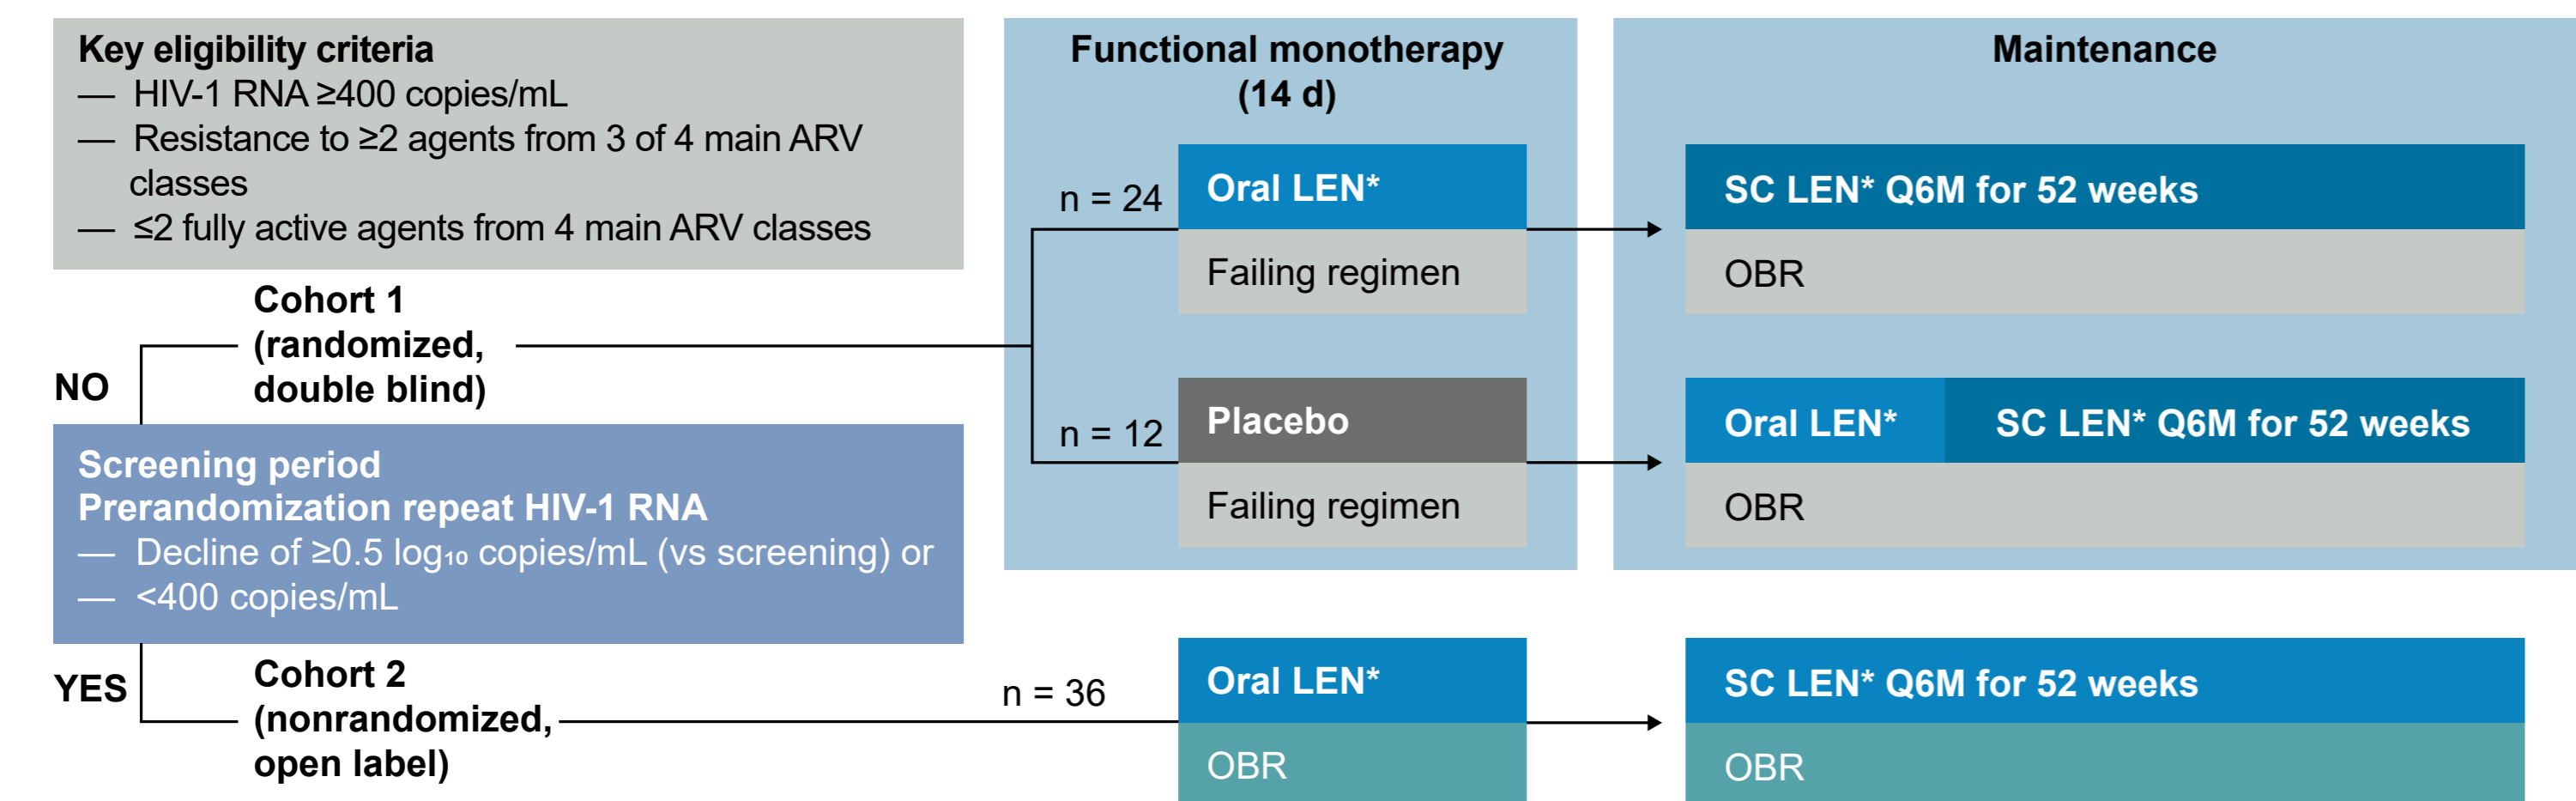 Key eligibility criteria
— HIV-1 RNA ≥400 copies/mL
— Resistance to ≥2 agents from 3 of 4 main ARV
classes
— ≤2 fully active agents from 4 main ARV classes
Functional monotherapy
(14 d)
Maintenance
Cohort 1
(randomized,
double blind)
NO
n = 24
Oral LEN*
Failing regimen
SC LEN* Q6M for 52 weeks
OBR
n = 12
Placebo
Failing regimen
Oral LEN*
SC LEN* Q6M for 52 weeks
OBR
Screening period
Prerandomization repeat HIV-1 RNA
— Decline of ≥0.5 log₁₀ copies/mL (vs screening) or
— <400 copies/mL
YES
Cohort 2
(nonrandomized,
open label)
n = 36
Oral LEN*
OBR
SC LEN* Q6M for 52 weeks
OBR